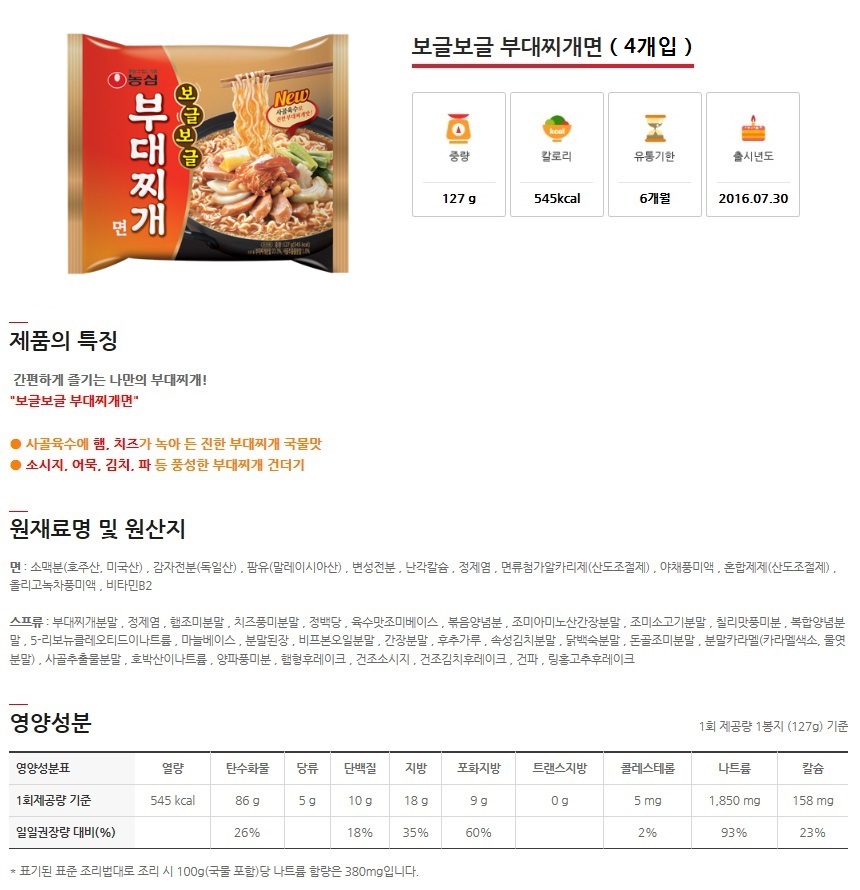 농심
보글보글
부대찌개
면
New
사골육수로
보글보글 부대찌개면 ( 4개입 )
중량
칼로리
유통기한
출시년도
kcal
127 g
545kcal
6개월
2016.07.30
제품의 특징
간편하게 즐기는 나만의 부대찌개!
"보글보글 부대찌개면"
● 사골육수에 햄, 치즈가 녹아 든 진한 부대찌개 국물맛
● 소시지, 어묵, 김치, 파 등 풍성한 부대찌개 건더기
원재료명 및 원산지
면 : 소맥분(호주산, 미국산) , 감자전분(독일산) , 팜유(말레이시아산) , 변성전분 , 난각칼슘 , 정제염 , 면류첨가알카리제(산도조절제) , 야채풍미액 , 혼합제제(산도조절제) ,
올리고녹차풍미액 , 비타민B2
스프류 : 부대찌개분말 , 정제염 , 햄조미분말 , 치즈풍미분말 , 정백당 , 육수맛조미베이스 , 볶음양념분 , 조미아미노산간장분말 , 조미소고기분말 , 칠리맛풍미분 , 복합양념분
말 , 5-리보뉴클레오티드이나트륨 , 마늘베이스 , 분말된장 , 비프본오일분말 , 간장분말 , 후추가루 , 속성김치분말 , 닭백숙분말 , 돈골조미분말 , 분말카라멜(카라멜색소, 물엿
분말) , 사골추출물분말 , 호박산이나트륨 , 양파풍미분 , 햄형후레이크 , 건조소시지 , 건조김치후레이크 , 건파 , 링홍고추후레이크
영양성분
1회 제공량 1봉지 (127g) 기준
영양성분표 열량 탄수화물 당류 단백질 지방 포화지방 트랜스지방 콜레스테롤 나트륨 칼슘
1회제공량 기준 545 kcal 86 g 5 g 10 g 18 g 9 g 0 g 5 mg 1,850 mg 158 mg
일일권장량 대비(%) 26% 18% 35% 60% 2% 93% 23%
* 표기된 표준 조리법대로 조리 시 100g(국물 포함)당 나트륨 함량은 380mg입니다.